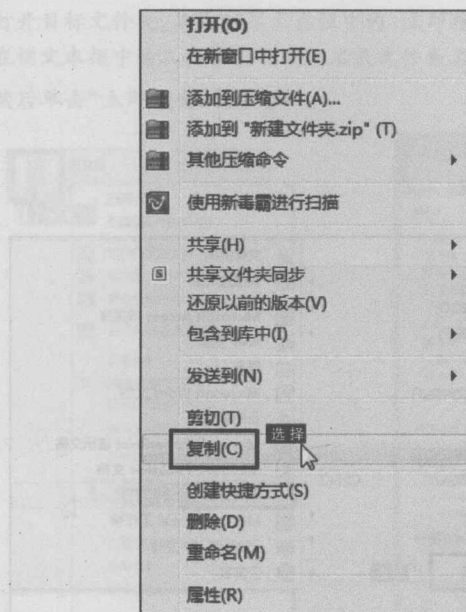 打开(O)
在新窗口中打开(E)
添加到压缩文件(A)...
添加到 "新建文件夹.zip" (T)
其他压缩命令
使用新毒霸进行扫描
共享(H)
S 共享文件夹同步
还原以前的版本(V)
包含到库中(I)
发送到(N)
剪切(T)
选择
复制(C)
创建快捷方式(S)
删除(D)
重命名(M)
属性(R)